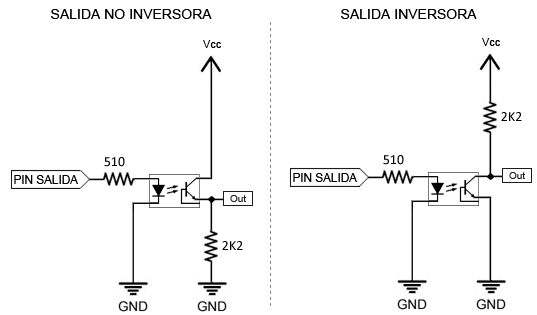 SALIDA NO INVERSORA
Vcc
510
PIN SALIDA
Out
2K2
GND
GND
SALIDA INVERSORA
Vcc
2K2
510
PIN SALIDA
Out
GND
GND